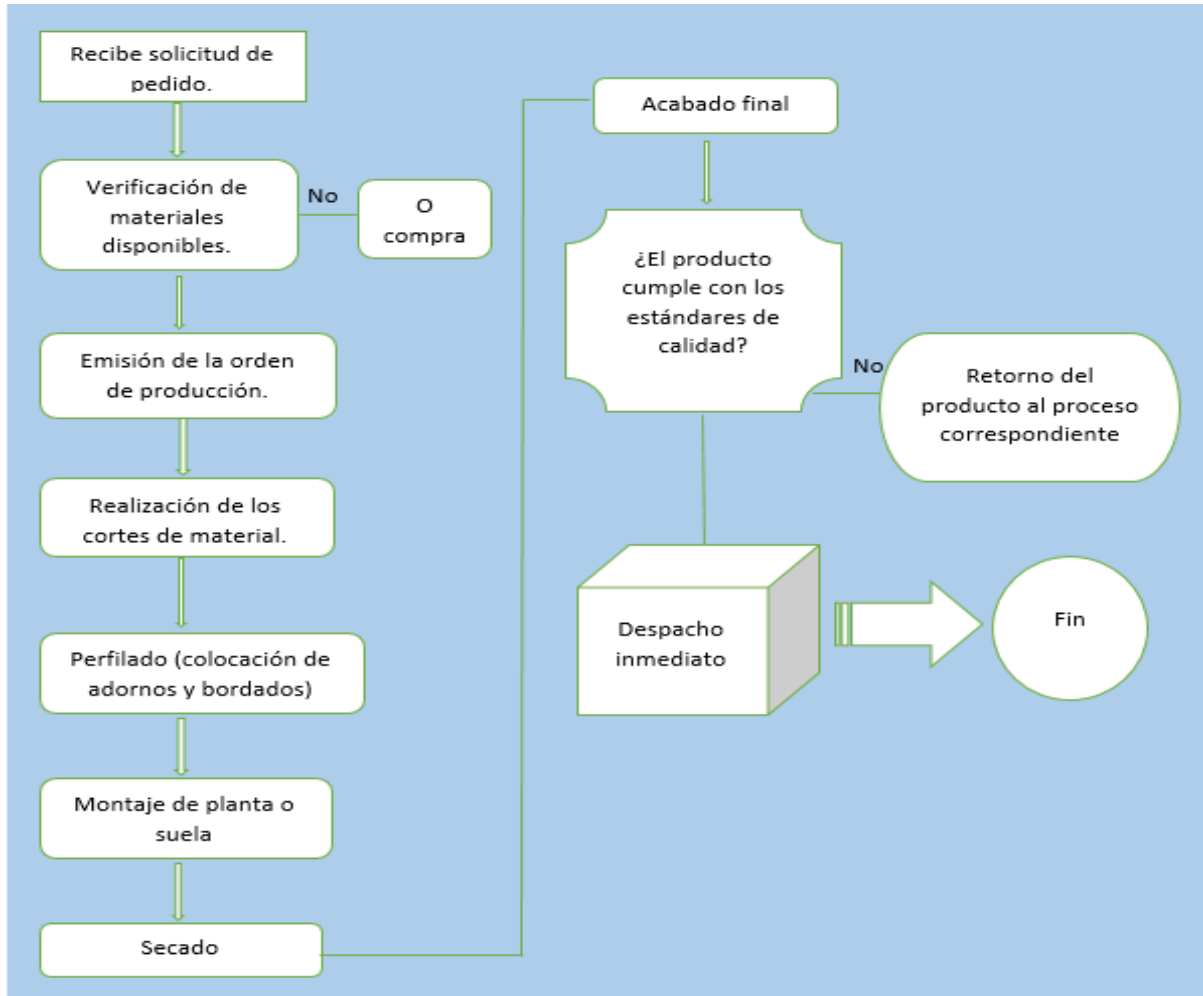 Recibe solicitud de
pedido.
Verificación de
materiales
disponibles.
No
O
compra
Emisión de la orden
de producción.
Realización de los
cortes de material.
Perfilado (colocación de
adornos y bordados)
Montaje de planta o
suela
Secado
Acabado final
¿El producto
cumple con los
estándares de
calidad?
No
Retorno del
producto al proceso
correspondiente
Despacho
inmediato
Fin